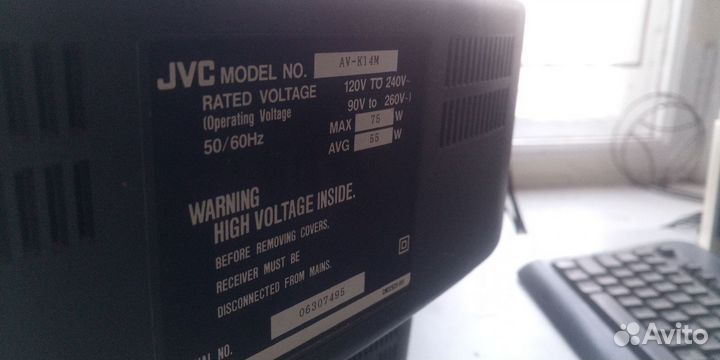 JVC MODEL NO. AV-K14M
RATED VOLTAGE 120V TO 240V~
(Operating Voltage 90V to 260V~)
50/60Hz MAX 75 W
AVG 55 W
WARNING
HIGH VOLTAGE INSIDE.
BEFORE REMOVING COVERS,
RECEIVER MUST BE
DISCONNECTED FROM MAINS.
06307495
NO.
Avito